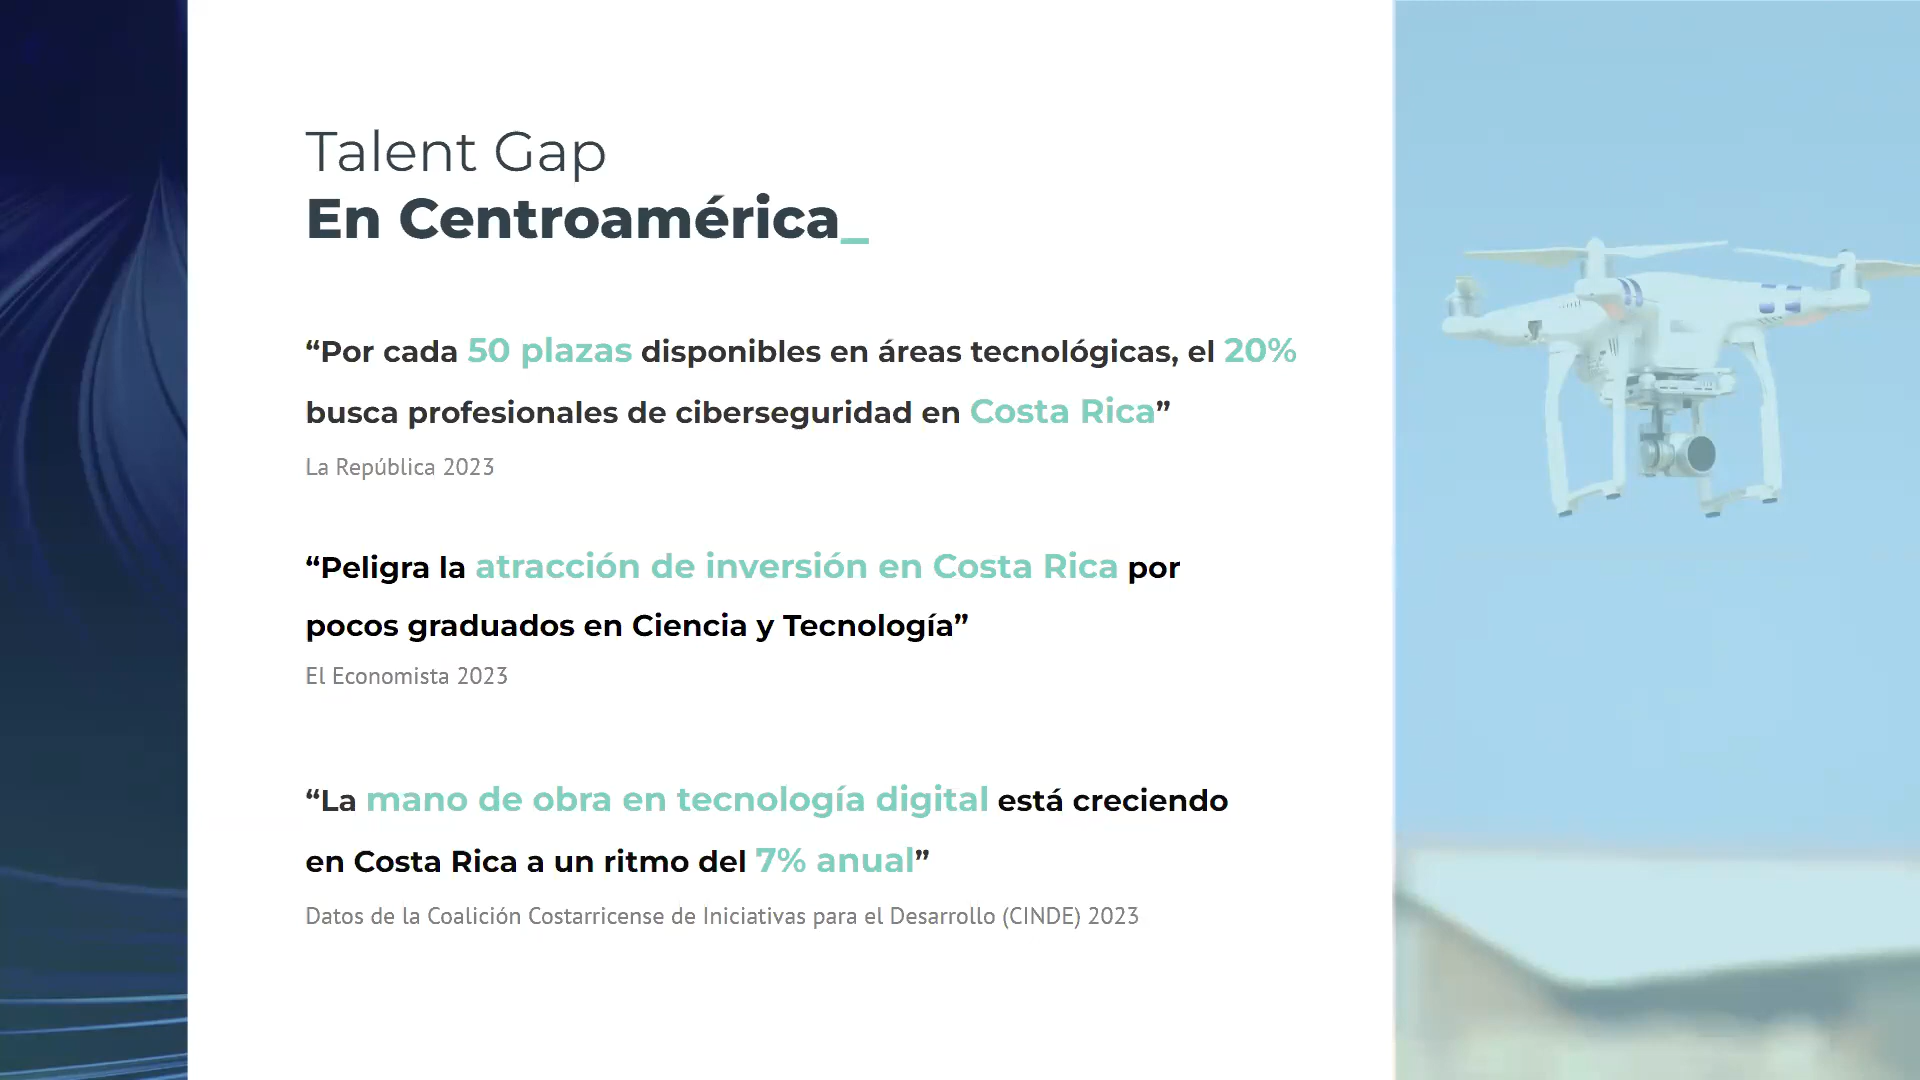 Talent Gap
En Centroamérica_
“Por cada 50 plazas disponibles en áreas tecnológicas, el 20%
busca profesionales de ciberseguridad en Costa Rica”
La República 2023
“Peligra la atracción de inversión en Costa Rica por
pocos graduados en Ciencia y Tecnología”
El Economista 2023
“La mano de obra en tecnología digital está creciendo
en Costa Rica a un ritmo del 7% anual”
Datos de la Coalición Costarricense de Iniciativas para el Desarrollo (CINDE) 2023